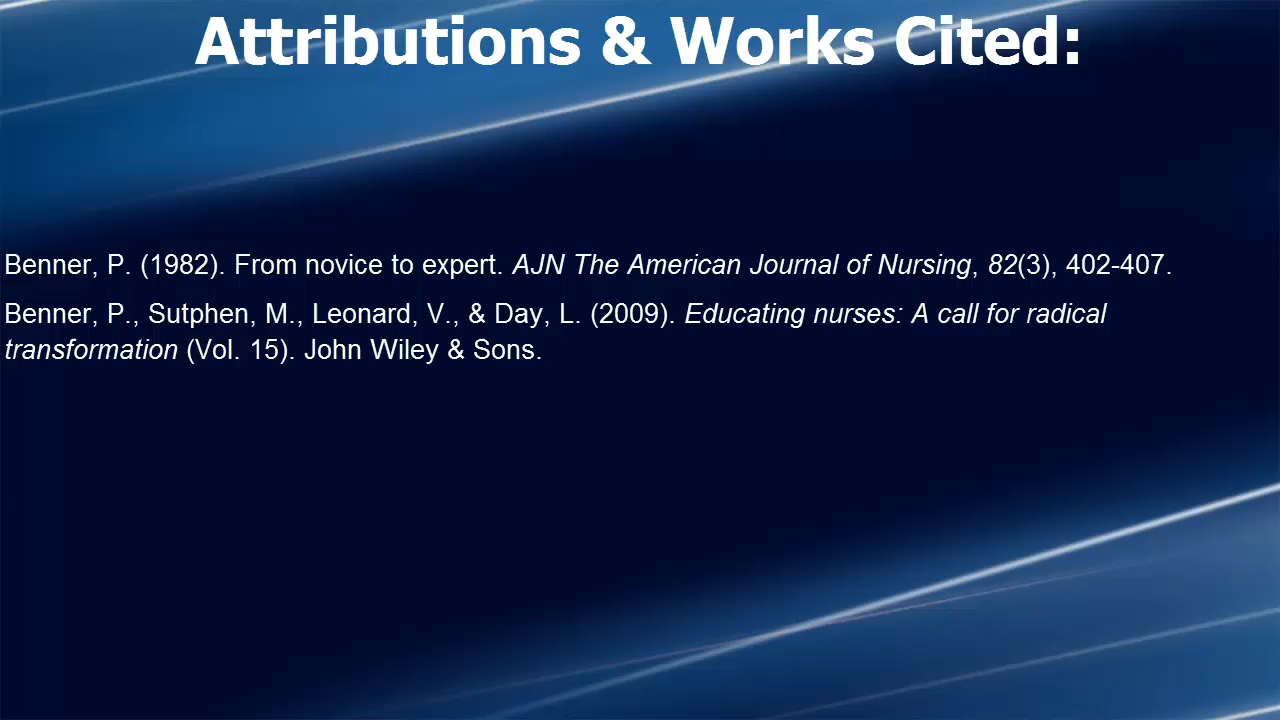 Attributions & Works Cited:
Benner, P. (1982). From novice to expert. AJN The American Journal of Nursing, 82(3), 402-407.
Benner, P., Sutphen, M., Leonard, V., & Day, L. (2009). Educating nurses: A call for radical
transformation (Vol. 15). John Wiley & Sons.